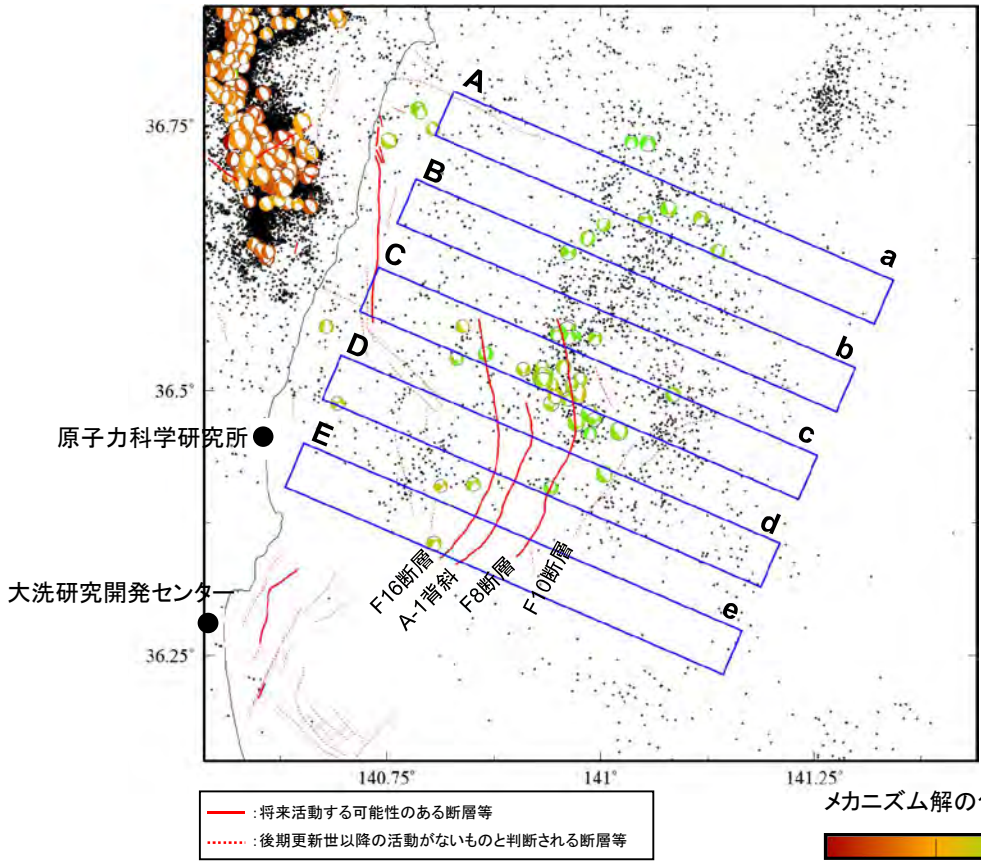 A
36.75°
B
a
C
b
D
36.5°
原子力科学研究所
c
E
d
F16断層
A-1背斜
F8断層
F10断層
大洗研究開発センター
e
36.25°
140.75°
141°
141.25°
:将来活動する可能性のある断層等
:後期更新世以降の活動がないものと判断される断層等
メカニズム解の